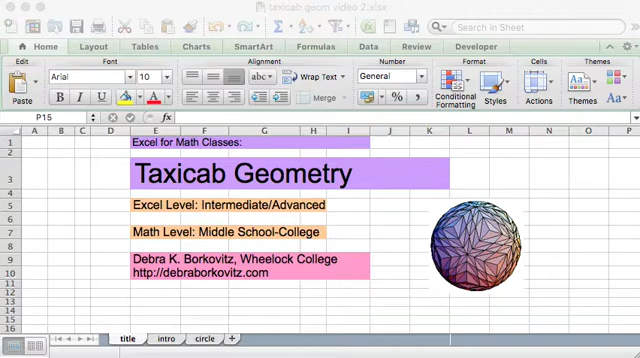 taxicab geom video 2.xlsx
Search in Sheet
Home Layout Tables Charts SmartArt Formulas Data Review Developer
Edit Font Alignment Number Format Cells Themes
Paste Arial 10 abc Wrap Text General Conditional Formatting Styles Actions Themes Aa
B I U A Merge %
P15 fx
A B C D E F G H I J K L M N O P
1 Excel for Math Classes:
2
3 Taxicab Geometry
4
5 Excel Level: Intermediate/Advanced
6
7 Math Level: Middle School-College
8
9 Debra K. Borkovitz, Wheelock College
10 http://debraborkovitz.com
11
12
13
14
15
16
title intro circle